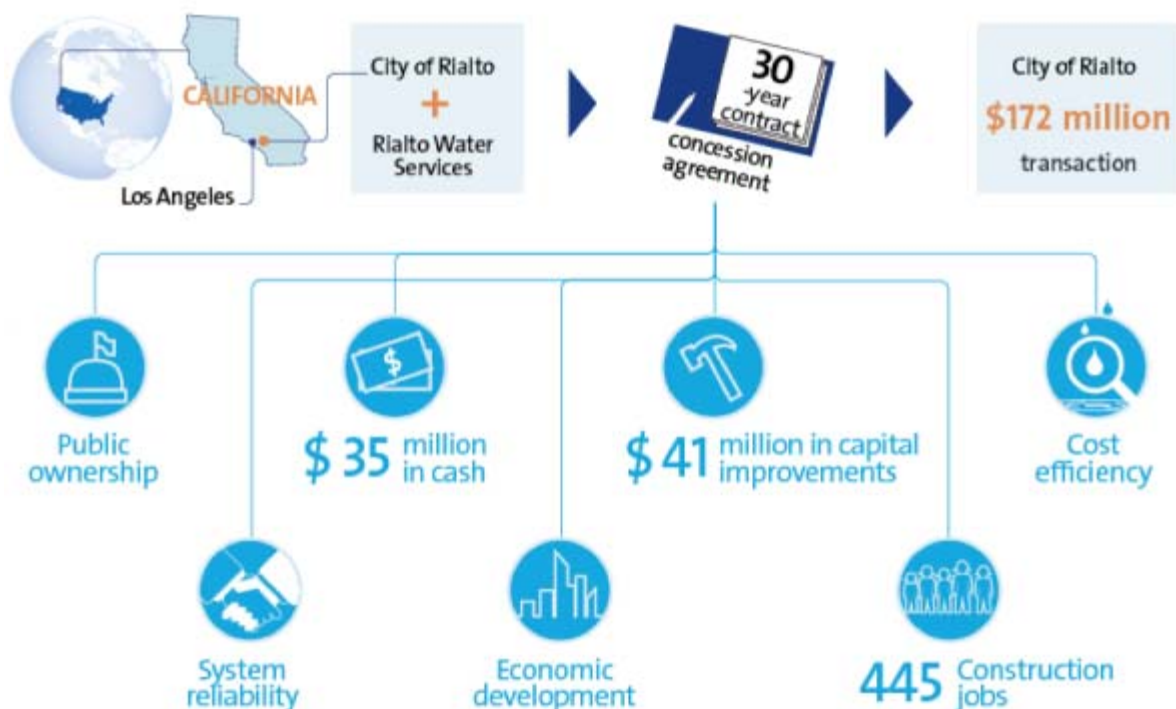 CALIFORNIA
Los Angeles
City of Rialto
+
Rialto Water
Services
30
-year
contract
concession
agreement
City of Rialto
$172 million
transaction
Public
ownership
$
$ 35 million
in cash
$ 41 million in capital
improvements
Cost
efficiency
System
reliability
Economic
development
445 Construction
jobs